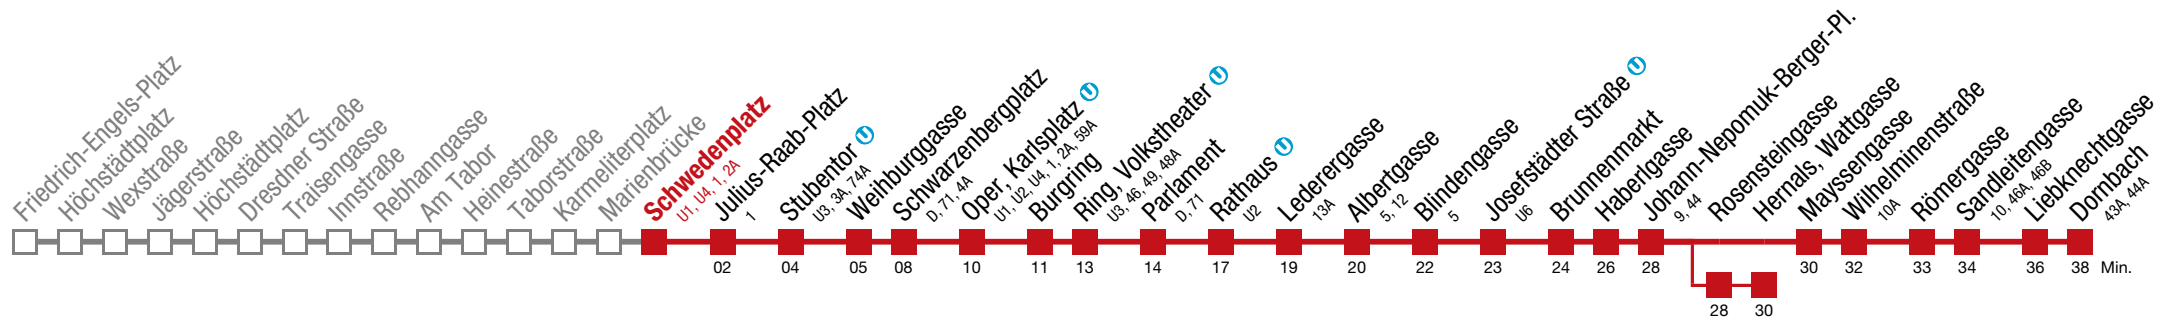 Friedrich-Engels-Platz
Höchstädtplatz
Wexstraße
Jägerstraße
Höchstädtplatz
Dresdner Straße
Traisengasse
Innstraße
Rebhanngasse
Am Tabor
Heinestraße
Taborstraße
Karmeliterplatz
Marienbrücke
Schwedenplatz
U1, U4, 1, 2A
Julius-Raab-Platz
1
Stubentor U
U3, 3A, 74A
Weihburggasse
Schwarzenbergplatz
D, 71, 4A
Oper, Karlsplatz U
U1, U2, U4, 1, 2A, 59A
Burgring
Ring, Volkstheater U
U3, 46, 49, 48A
Parlament
D, 71
Rathaus U
U2
Lederergasse
13A
Albertgasse
5, 12
Blindengasse
5
Josefstädter Straße U
U6
Brunnenmarkt
Haberlgasse
Johann-Nepomuk-Berger-Pl.
9, 44
Rosensteingasse
Hernals, Wattgasse
Mayssengasse
Wilhelminenstraße
10A
Römergasse
Sandleitengasse
10, 46A, 46B
Liebknechtgasse
Dornbach
43A, 44A
02 04 05 08 10 11 13 14 17 19 20 22 23 24 26 28 30 32 33 34 36 38 Min.
28 30